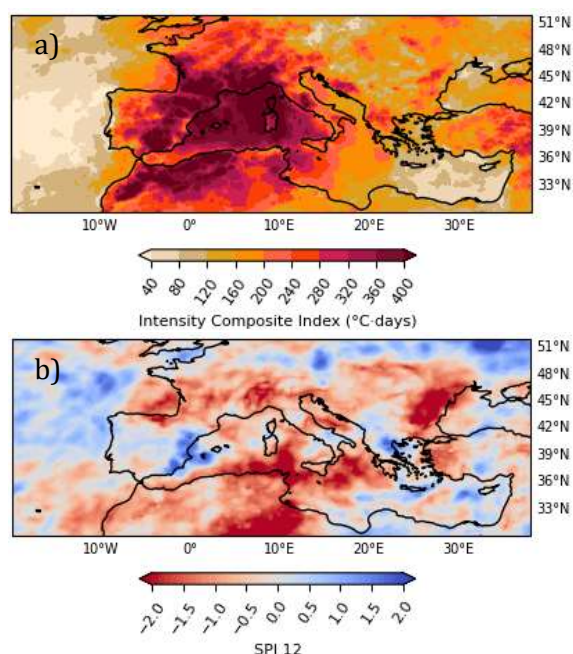 a)
51°N
48°N
45°N
42°N
39°N
36°N
33°N
10°W 0° 10°E 20°E 30°E
40 80 120 160 200 240 280 320 360 400
Intensity Composite Index (°C·days)
b)
51°N
48°N
45°N
42°N
39°N
36°N
33°N
10°W 0° 10°E 20°E 30°E
−2.0 −1.5 −1.0 −0.5 0.0 0.5 1.0 1.5 2.0
SPI 12